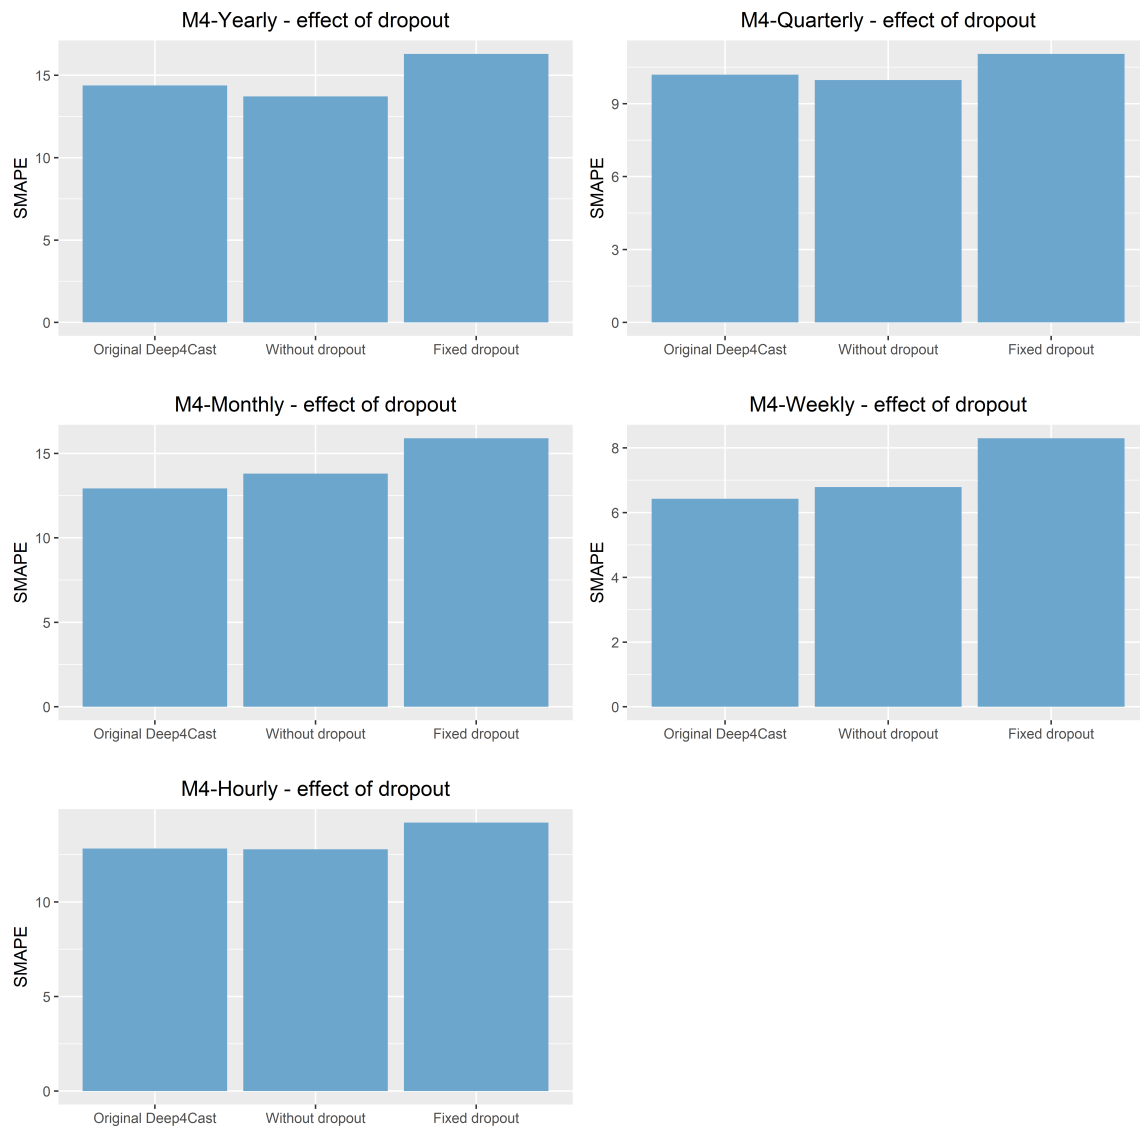 M4-Yearly - effect of dropout
SMAPE
15
10
5
0
Original Deep4Cast Without dropout Fixed dropout
M4-Quarterly - effect of dropout
SMAPE
9
6
3
0
Original Deep4Cast Without dropout Fixed dropout
M4-Monthly - effect of dropout
SMAPE
15
10
5
0
Original Deep4Cast Without dropout Fixed dropout
M4-Weekly - effect of dropout
SMAPE
8
6
4
2
0
Original Deep4Cast Without dropout Fixed dropout
M4-Hourly - effect of dropout
SMAPE
10
5
0
Original Deep4Cast Without dropout Fixed dropout